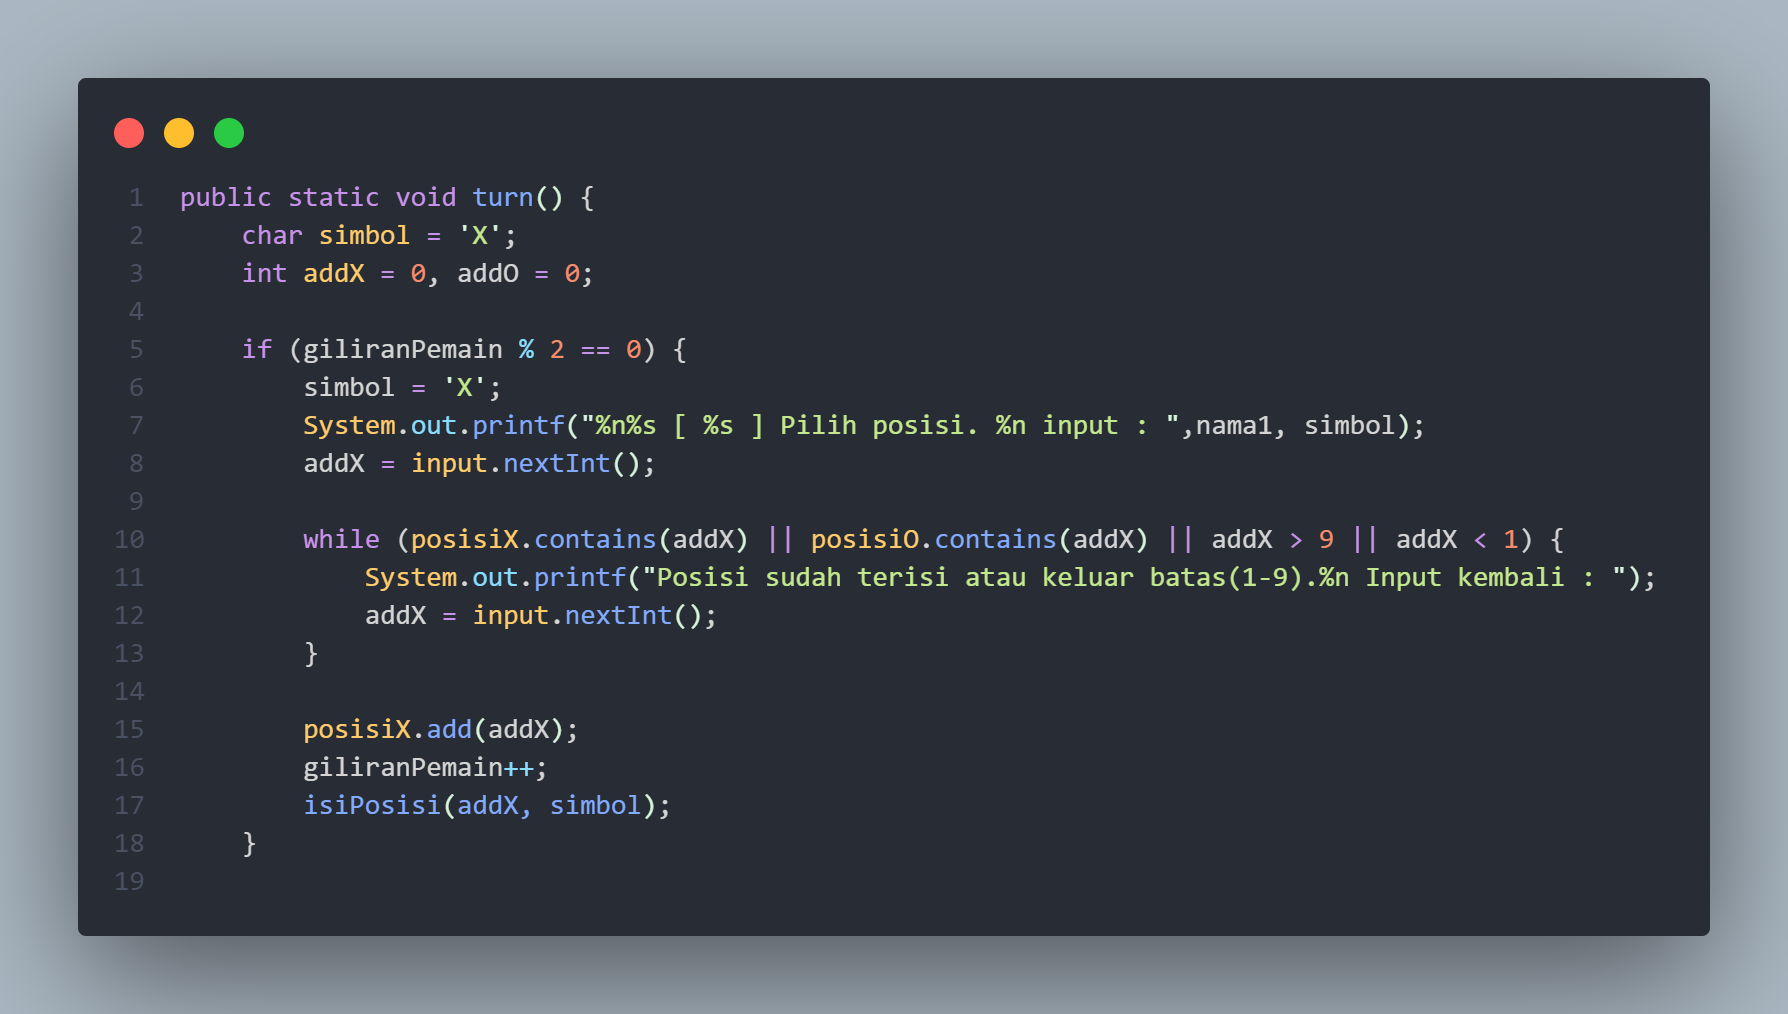 1 public static void turn() {
2     char simbol = 'X';
3     int addX = 0, addO = 0;
4
5     if (giliranPemain % 2 == 0) {
6         simbol = 'X';
7         System.out.printf("%n%s [ %s ] Pilih posisi. %n input : ",nama1, simbol);
8         addX = input.nextInt();
9
10         while (posisiX.contains(addX) || posisiO.contains(addX) || addX > 9 || addX < 1) {
11             System.out.printf("Posisi sudah terisi atau keluar batas(1-9).%n Input kembali : ");
12             addX = input.nextInt();
13         }
14
15         posisiX.add(addX);
16         giliranPemain++;
17         isiPosisi(addX, simbol);
18     }
19